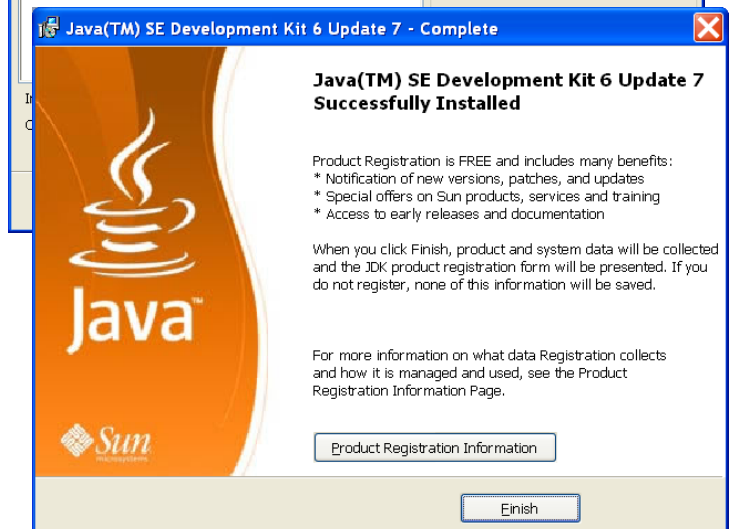 Java(TM) SE Development Kit 6 Update 7 - Complete
Java(TM) SE Development Kit 6 Update 7
Successfully Installed
Product Registration is FREE and includes many benefits:
* Notification of new versions, patches, and updates
* Special offers on Sun products, services and training
* Access to early releases and documentation
When you click Finish, product and system data will be collected
and the JDK product registration form will be presented. If you
do not register, none of this information will be saved.
Java™
For more information on what data Registration collects
and how it is managed and used, see the Product
Registration Information Page.
Sun
microsystems
Product Registration Information
Finish